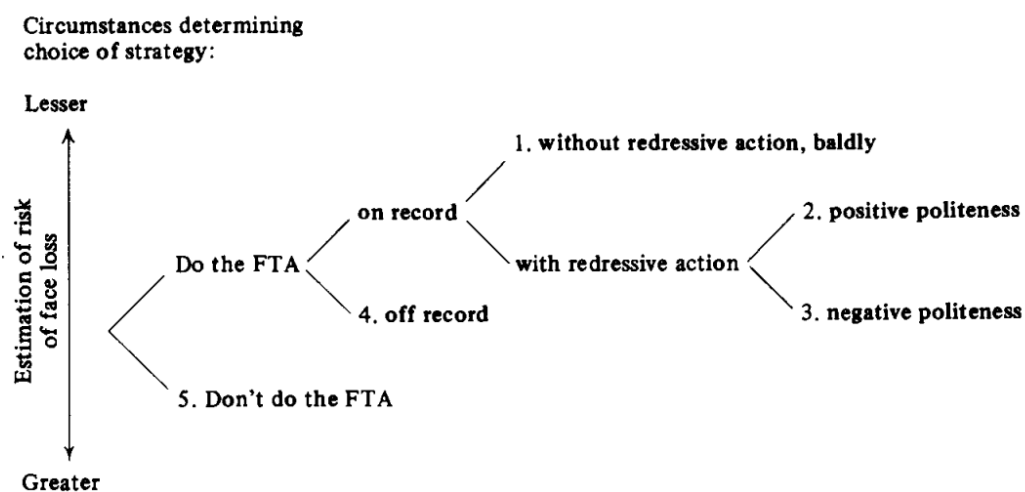 Circumstances determining
choice of strategy:
Lesser
1. without redressive action, baldly
on record
2. positive politeness
Do the FTA
with redressive action
4. off record
3. negative politeness
5. Don't do the FTA
Greater
Estimation of risk
of face loss